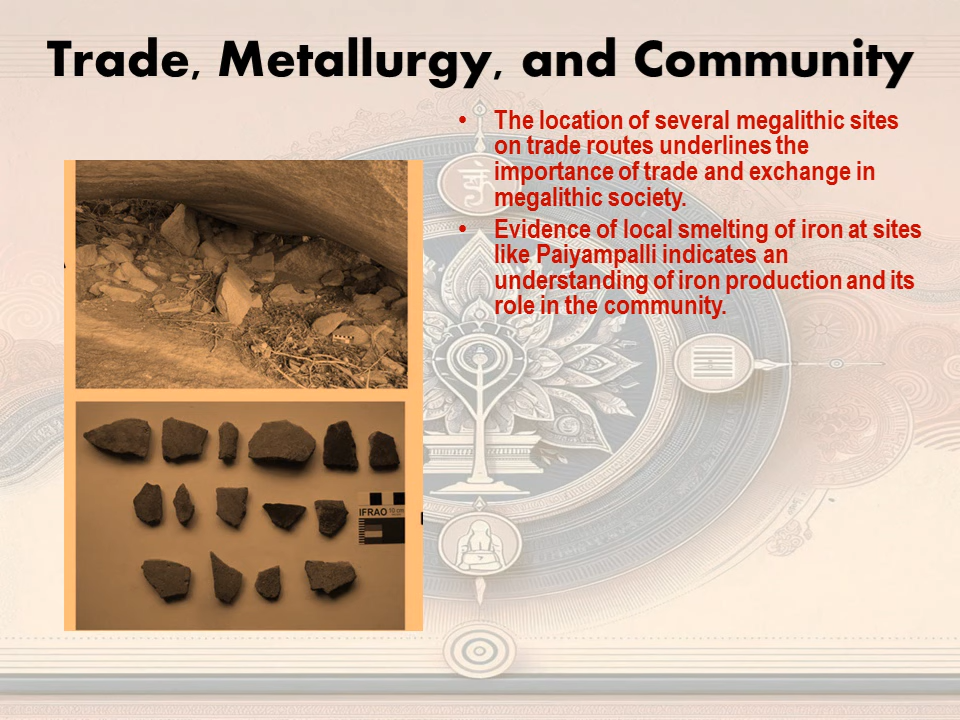 Trade, Metallurgy, and Community
• The location of several megalithic sites
on trade routes underlines the
importance of trade and exchange in
megalithic society.
• Evidence of local smelting of iron at sites
like Paiyampalli indicates an
understanding of iron production and its
role in the community.
IFRAO 10 cm